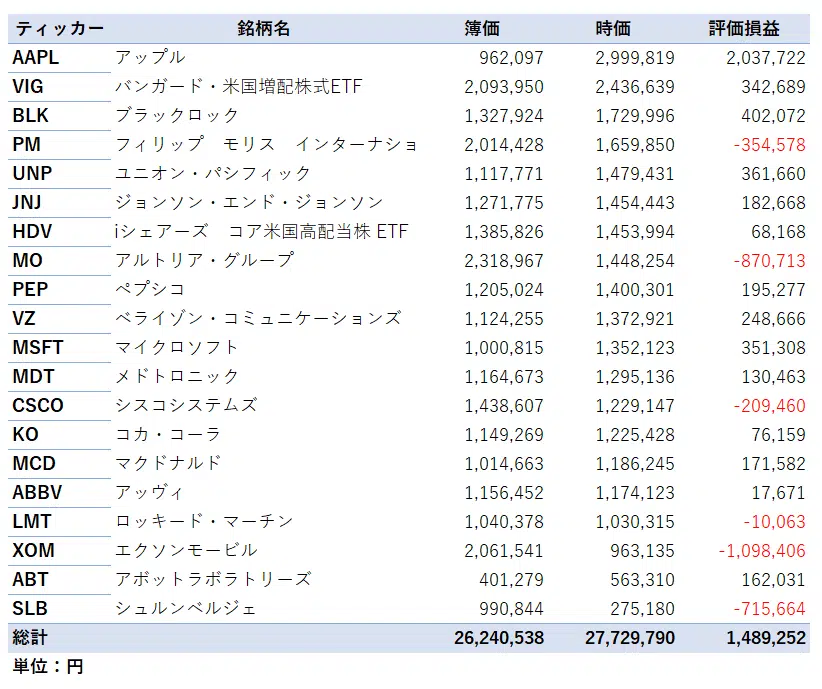 ティッカー 銘柄名 簿価 時価 評価損益
AAPL アップル 962,097 2,999,819 2,037,722
VIG バンガード・米国増配株式ETF 2,093,950 2,436,639 342,689
BLK ブラックロック 1,327,924 1,729,996 402,072
PM フィリップ　モリス　インターナショ 2,014,428 1,659,850 -354,578
UNP ユニオン・パシフィック 1,117,771 1,479,431 361,660
JNJ ジョンソン・エンド・ジョンソン 1,271,775 1,454,443 182,668
HDV iシェアーズ　コア米国高配当株 ETF 1,385,826 1,453,994 68,168
MO アルトリア・グループ 2,318,967 1,448,254 -870,713
PEP ペプシコ 1,205,024 1,400,301 195,277
VZ ベライゾン・コミュニケーションズ 1,124,255 1,372,921 248,666
MSFT マイクロソフト 1,000,815 1,352,123 351,308
MDT メドトロニック 1,164,673 1,295,136 130,463
CSCO シスコシステムズ 1,438,607 1,229,147 -209,460
KO コカ・コーラ 1,149,269 1,225,428 76,159
MCD マクドナルド 1,014,663 1,186,245 171,582
ABBV アッヴィ 1,156,452 1,174,123 17,671
LMT ロッキード・マーチン 1,040,378 1,030,315 -10,063
XOM エクソンモービル 2,061,541 963,135 -1,098,406
ABT アボットラボラトリーズ 401,279 563,310 162,031
SLB シュルンベルジェ 990,844 275,180 -715,664
総計 26,240,538 27,729,790 1,489,252
単位：円